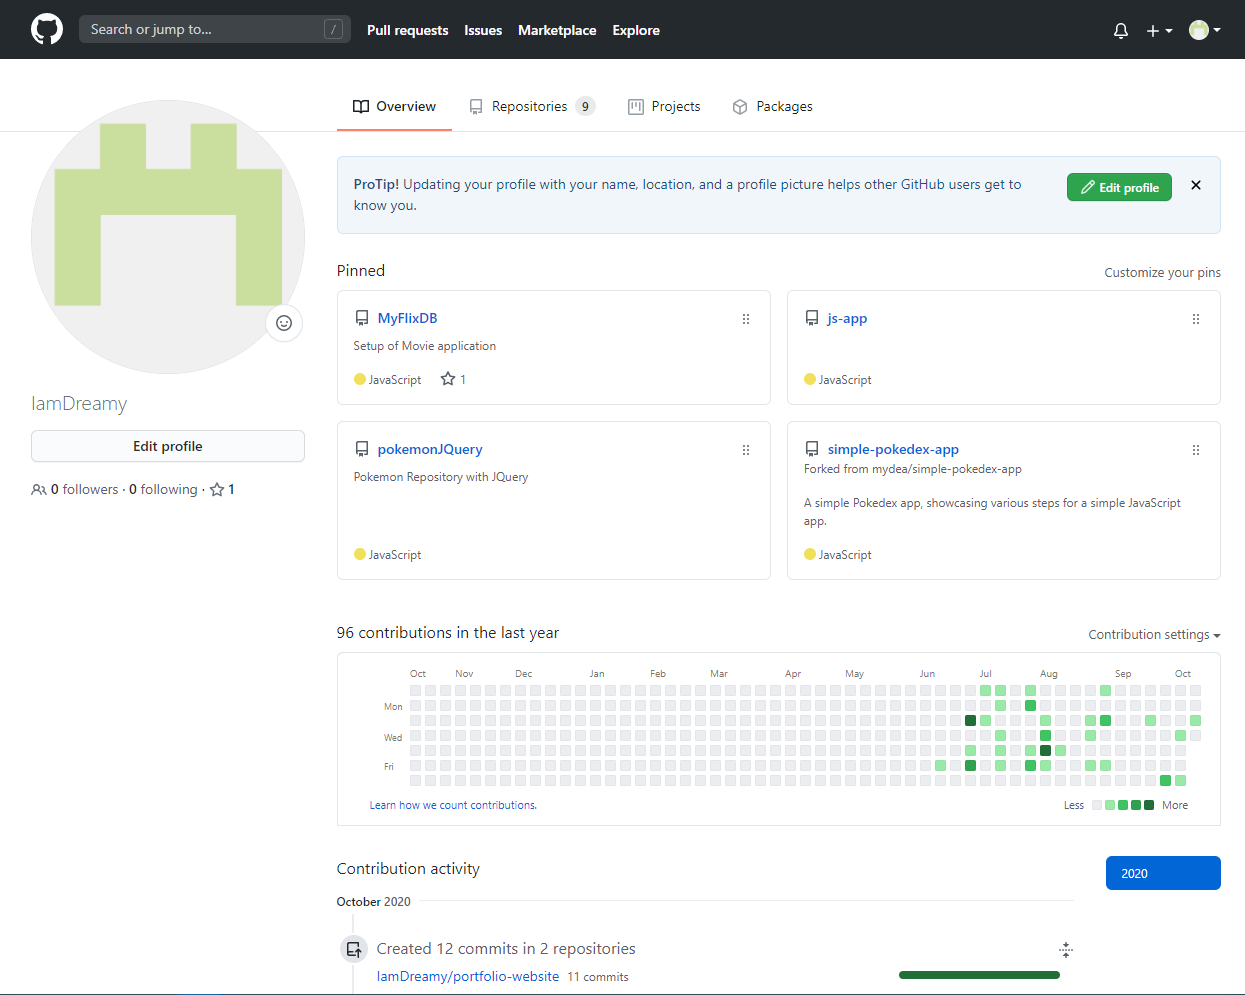 Search or jump to... /
Pull requests Issues Marketplace Explore
Overview Repositories 9 Projects Packages
ProTip! Updating your profile with your name, location, and a profile picture helps other GitHub users get to
know you.
Edit profile
Pinned
Customize your pins
MyFlixDB
Setup of Movie application
JavaScript 1
js-app
JavaScript
pokemonJQuery
Pokemon Repository with JQuery
JavaScript
simple-pokedex-app
Forked from mydea/simple-pokedex-app
A simple Pokedex app, showcasing various steps for a simple JavaScript
app.
JavaScript
IamDreamy
Edit profile
0 followers · 0 following · 1
96 contributions in the last year
Contribution settings
Oct Nov Dec Jan Feb Mar Apr May Jun Jul Aug Sep Oct
Mon
Wed
Fri
Learn how we count contributions.
Less More
Contribution activity
2020
October 2020
Created 12 commits in 2 repositories
IamDreamy/portfolio-website 11 commits